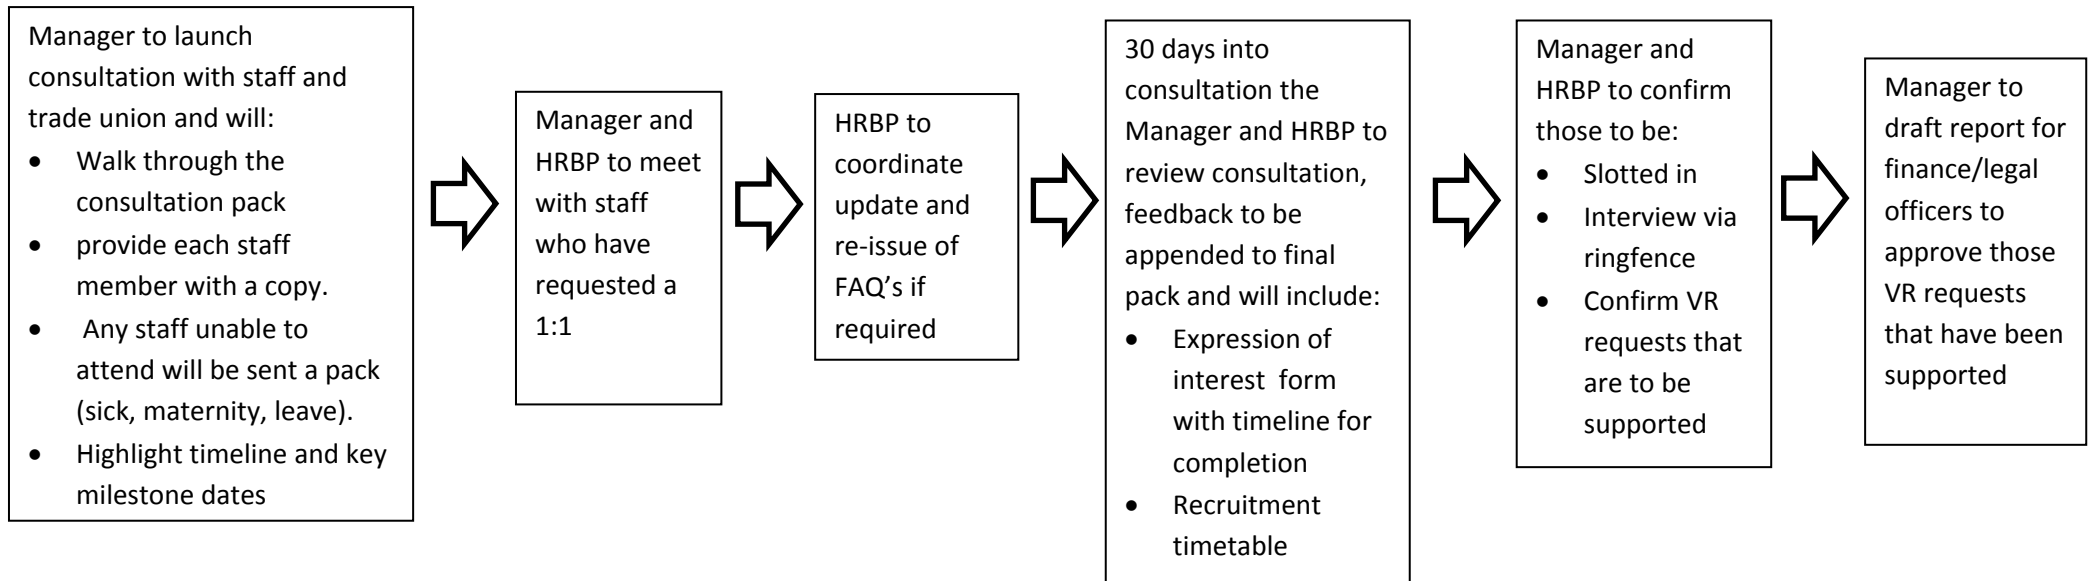 Manager to launch
consultation with staff and
trade union and will:
• Walk through the
consultation pack
• provide each staff
member with a copy.
• Any staff unable to
attend will be sent a pack
(sick, maternity, leave).
• Highlight timeline and key
milestone dates
Manager and
HRBP to meet
with staff
who have
requested a
1:1
HRBP to
coordinate
update and
re-issue of
FAQ’s if
required
30 days into
consultation the
Manager and HRBP to
review consultation,
feedback to be
appended to final
pack and will include:
• Expression of
interest form
with timeline for
completion
• Recruitment
timetable
Manager and
HRBP to confirm
those to be:
• Slotted in
• Interview via
ringfence
• Confirm VR
requests that
are to be
supported
Manager to
draft report for
finance/legal
officers to
approve those
VR requests
that have been
supported